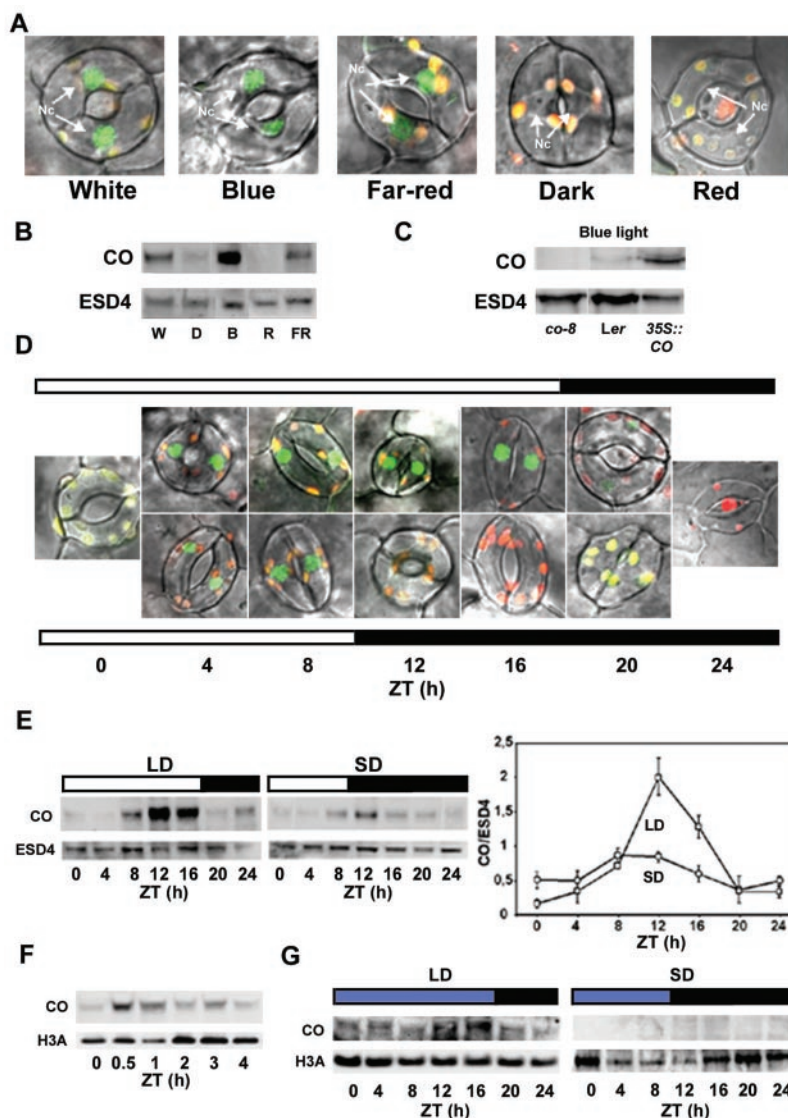 A
Nc
Nc
Nc
Nc
Nc
White Blue Far-red Dark Red
B
CO
ESD4
W D B R FR
C
Blue light
CO
ESD4
co-8 Ler 35S::
CO
D
0 4 8 12 16 20 24
ZT (h)
E
LD SD
CO
ESD4
0 4 8 12 16 20 24 0 4 8 12 16 20 24
ZT (h) ZT (h)
CO/ESD4
2,5
2
1,5
1
0,5
0
LD
SD
0 4 8 12 16 20 24
ZT (h)
F
CO
H3A
0 0.5 1 2 3 4
ZT (h)
G
LD SD
CO
H3A
0 4 8 12 16 20 24 0 4 8 12 16 20 24
ZT (h) ZT (h)